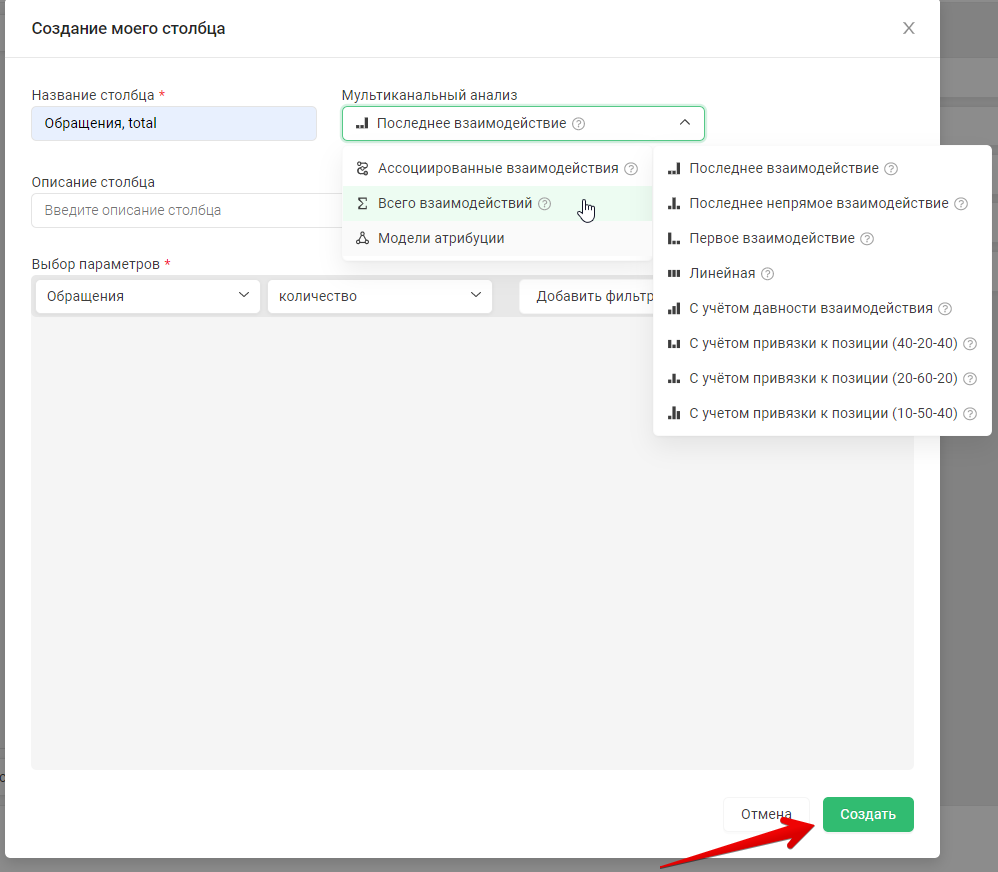 Создание моего столбца
Название столбца *
Мультиканальный анализ
Обращения, total
Последнее взаимодействие
Ассоциированные взаимодействия
Всего взаимодействий
Модели атрибуции
Последнее взаимодействие
Последнее непрямое взаимодействие
Первое взаимодействие
Линейная
С учётом давности взаимодействия
С учётом привязки к позиции (40-20-40)
С учётом привязки к позиции (20-60-20)
С учетом привязки к позиции (10-50-40)
Описание столбца
Введите описание столбца
Выбор параметров *
Обращения
количество
Добавить фильтр
Отмена
Создать